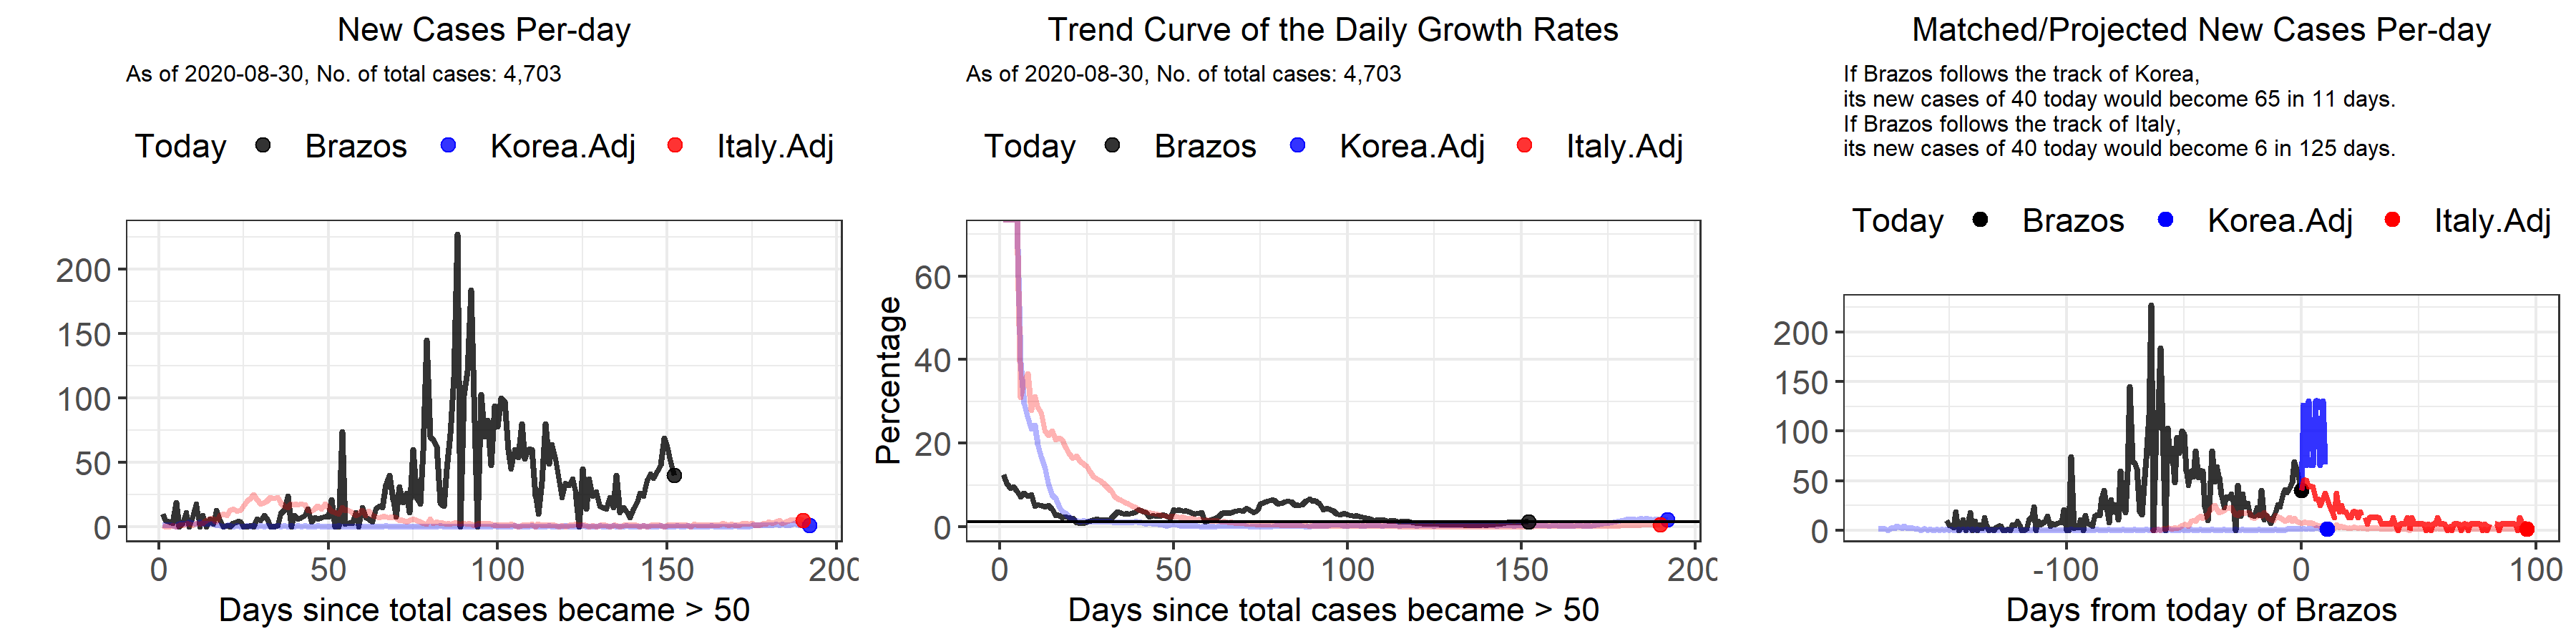 New Cases Per-day
As of 2020-08-30, No. of total cases: 4,703
Today Brazos Korea.Adj Italy.Adj
200
150
100
50
0
0 50 100 150 200
Days since total cases became > 50
Trend Curve of the Daily Growth Rates
As of 2020-08-30, No. of total cases: 4,703
Today Brazos Korea.Adj Italy.Adj
Percentage
60
40
20
0
0 50 100 150 200
Days since total cases became > 50
Matched/Projected New Cases Per-day
If Brazos follows the track of Korea,
its new cases of 40 today would become 65 in 11 days.
If Brazos follows the track of Italy,
its new cases of 40 today would become 6 in 125 days.
Today Brazos Korea.Adj Italy.Adj
200
150
100
50
0
-100 0 100
Days from today of Brazos